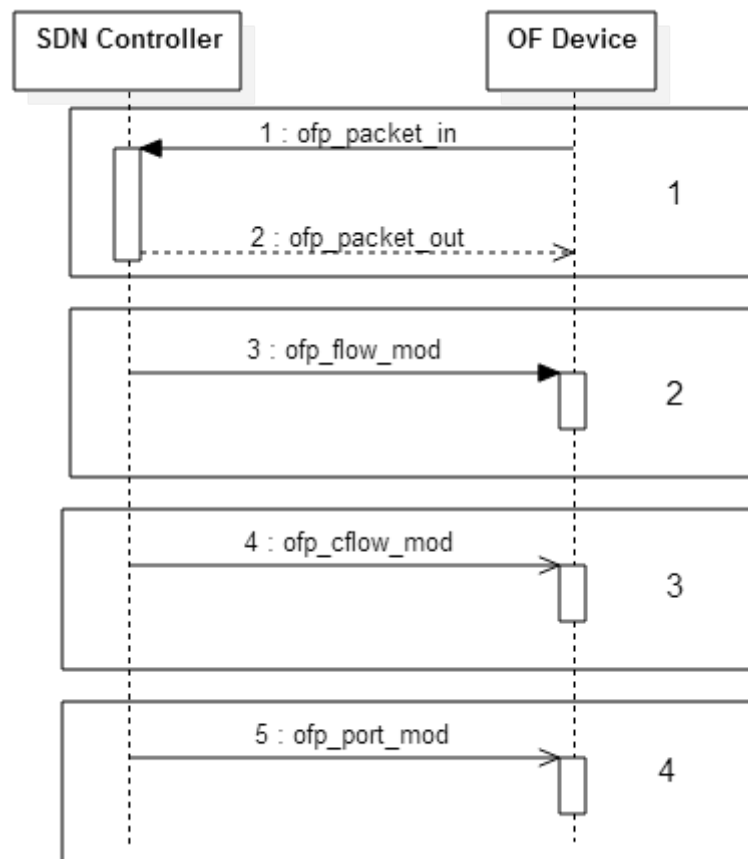 SDN Controller
OF Device
1 : ofp_packet_in
1
2 : ofp_packet_out
3 : ofp_flow_mod
2
4 : ofp_cflow_mod
3
5 : ofp_port_mod
4